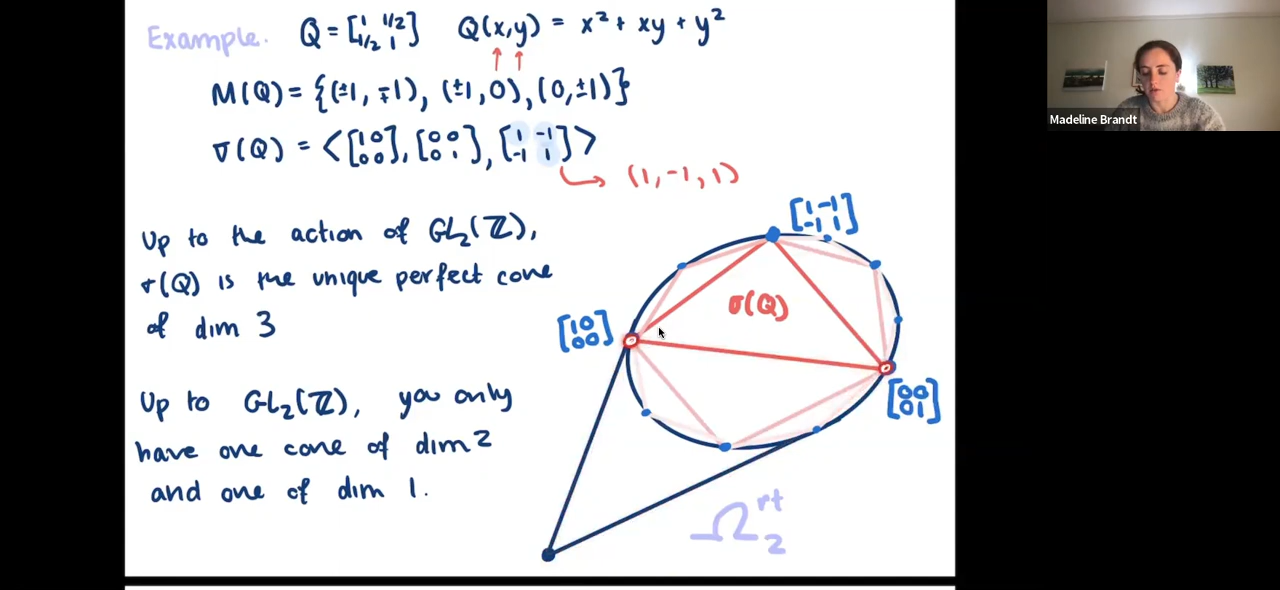 Example. Q = [1 1/2 1/2 1] Q(x,y) = x² + xy + y²
M(Q) = {(±1, ∓1), (±1,0), (0,±1)}
σ(Q) = <[1 0 0 0], [0 0 0 1], [1 -1 -1 1]>
(1,-1,1)
Up to the action of GL₂(ℤ),
σ(Q) is the unique perfect cone
of dim 3
Up to GL₂(ℤ), you only
have one cone of dim 2
and one of dim 1.
[1 -1 -1 1]
σ(Q)
[1 0 0 0]
[0 0 0 1]
Ω₂ʳᵗ
Madeline Brandt